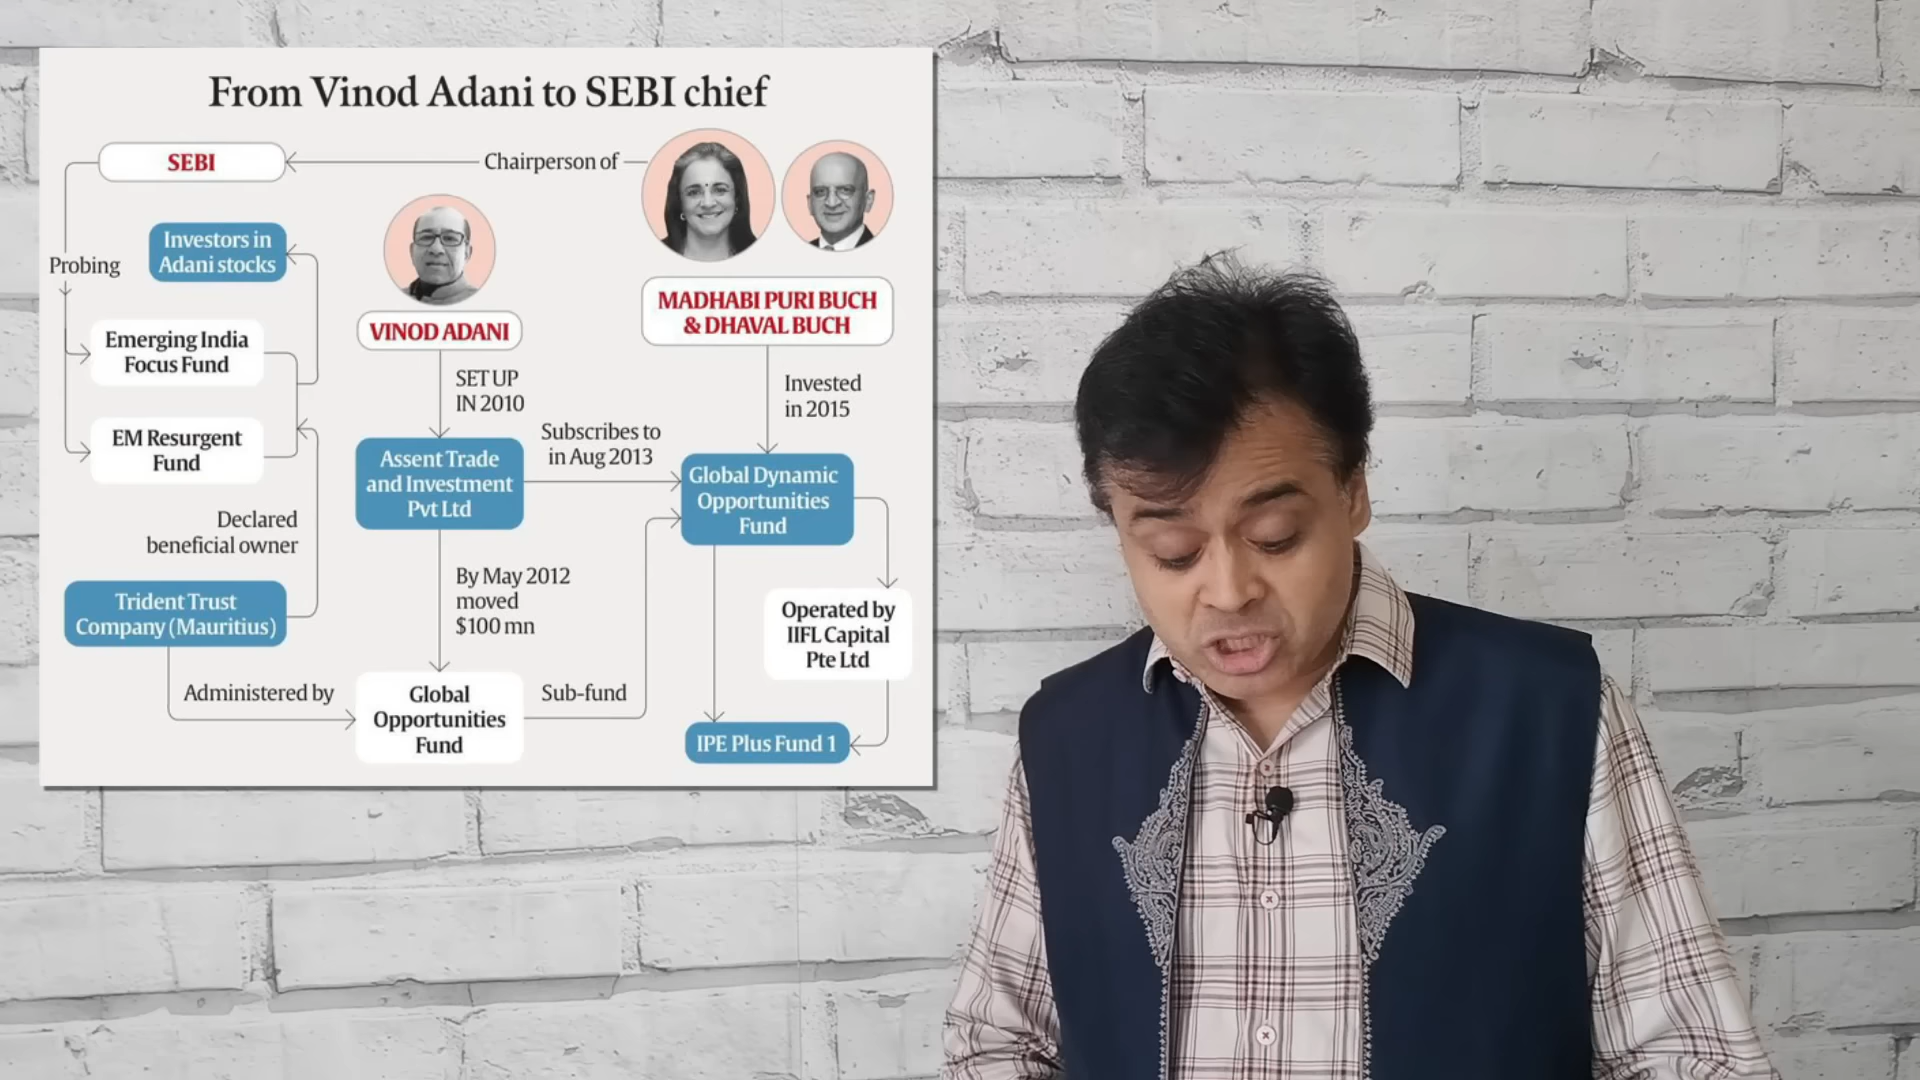 From Vinod Adani to SEBI chief
SEBI
Chairperson of
Probing
Investors in
Adani stocks
Emerging India
Focus Fund
EM Resurgent
Fund
Declared
beneficial owner
Trident Trust
Company (Mauritius)
Administered by
VINOD ADANI
SET UP
IN 2010
Assent Trade
and Investment
Pvt Ltd
Subscribes to
in Aug 2013
By May 2012
moved
$100 mn
Global
Opportunities
Fund
Sub-fund
MADHABI PURI BUCH
& DHAVAL BUCH
Invested
in 2015
Global Dynamic
Opportunities
Fund
Operated by
IIFL Capital
Pte Ltd
IPE Plus Fund 1